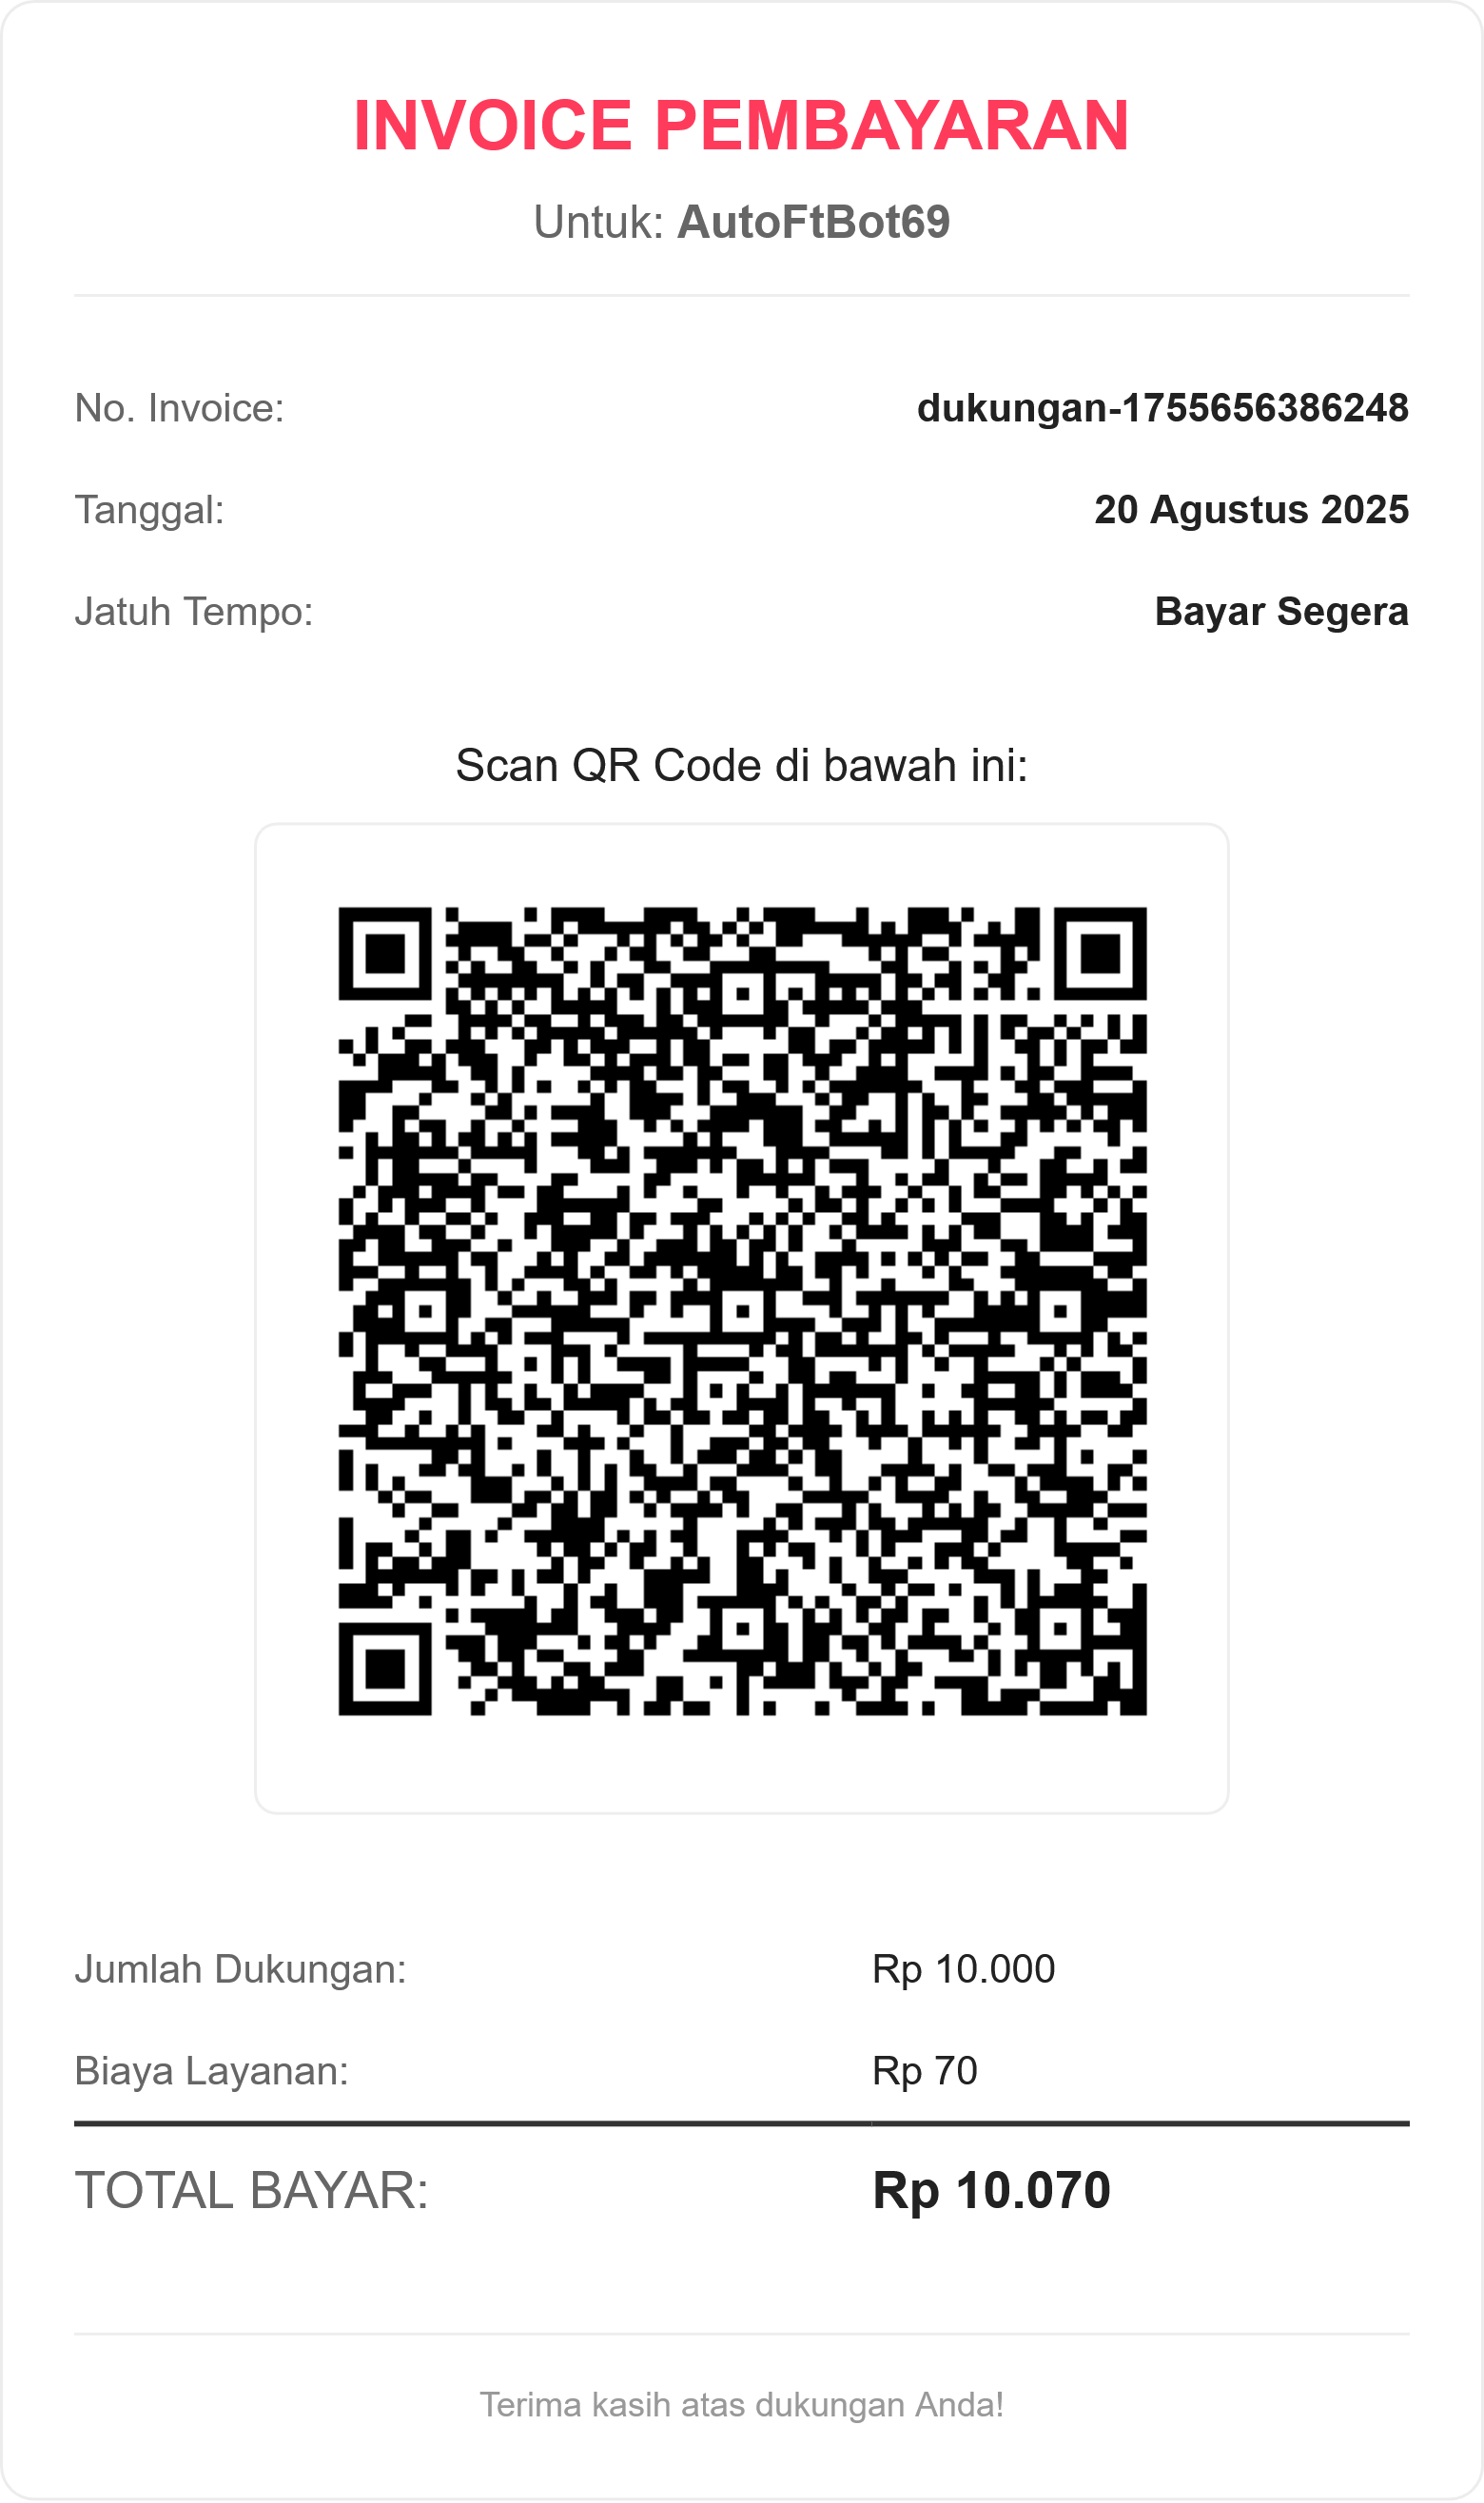 INVOICE PEMBAYARAN
Untuk: AutoFtBot69
No. Invoice: dukungan-1755656386248
Tanggal: 20 Agustus 2025
Jatuh Tempo: Bayar Segera
Scan QR Code di bawah ini:
Jumlah Dukungan: Rp 10.000
Biaya Layanan: Rp 70
TOTAL BAYAR: Rp 10.070
Terima kasih atas dukungan Anda!